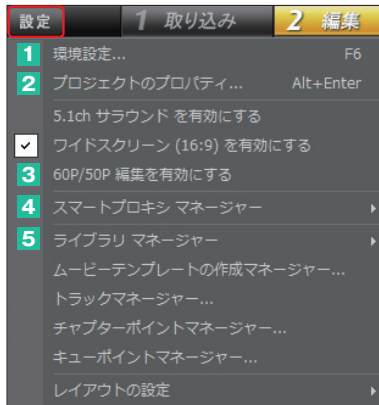 設定 1 取り込み 2 編集
1 環境設定... F6
2 プロジェクトのプロパティ... Alt+Enter
5.1ch サラウンド を有効にする
ワイドスクリーン (16:9) を有効にする
3 60P/50P 編集を有効にする
4 スマートプロキシ マネージャー
5 ライブラリ マネージャー
ムービーテンプレートの作成マネージャー...
トラックマネージャー...
チャプターポイントマネージャー...
キューポイントマネージャー...
レイアウトの設定